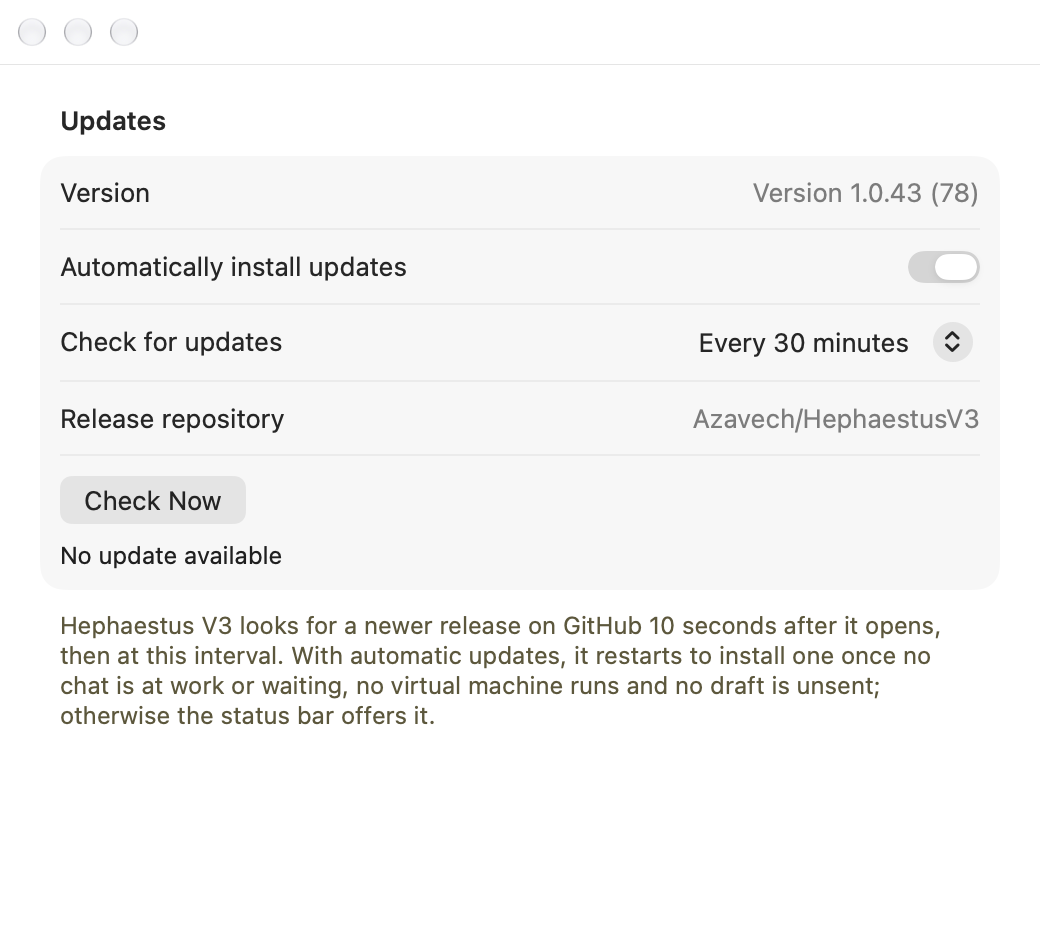 Updates
Version
Version 1.0.43 (78)
Automatically install updates
Check for updates
Every 30 minutes
Release repository
Azavech/HephaestusV3
Check Now
No update available
Hephaestus V3 looks for a newer release on GitHub 10 seconds after it opens,
then at this interval. With automatic updates, it restarts to install one once no
chat is at work or waiting, no virtual machine runs and no draft is unsent;
otherwise the status bar offers it.